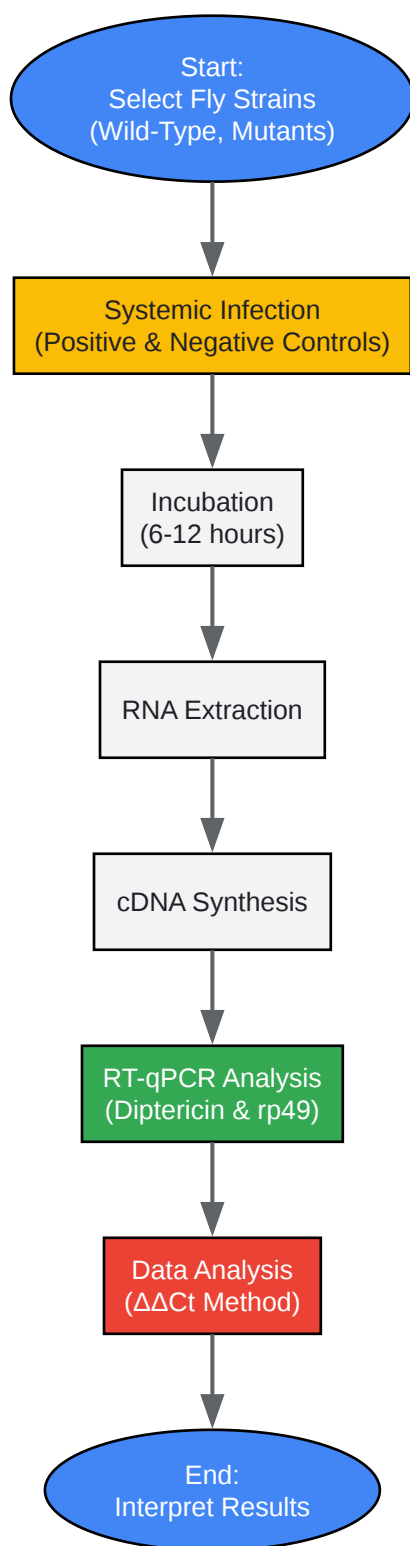 Start:
Select Fly Strains
(Wild-Type, Mutants)
Systemic Infection
(Positive & Negative Controls)
Incubation
(6-12 hours)
RNA Extraction
cDNA Synthesis
RT-qPCR Analysis
(Diptericin & rp49)
Data Analysis
(ΔΔCt Method)
End:
Interpret Results